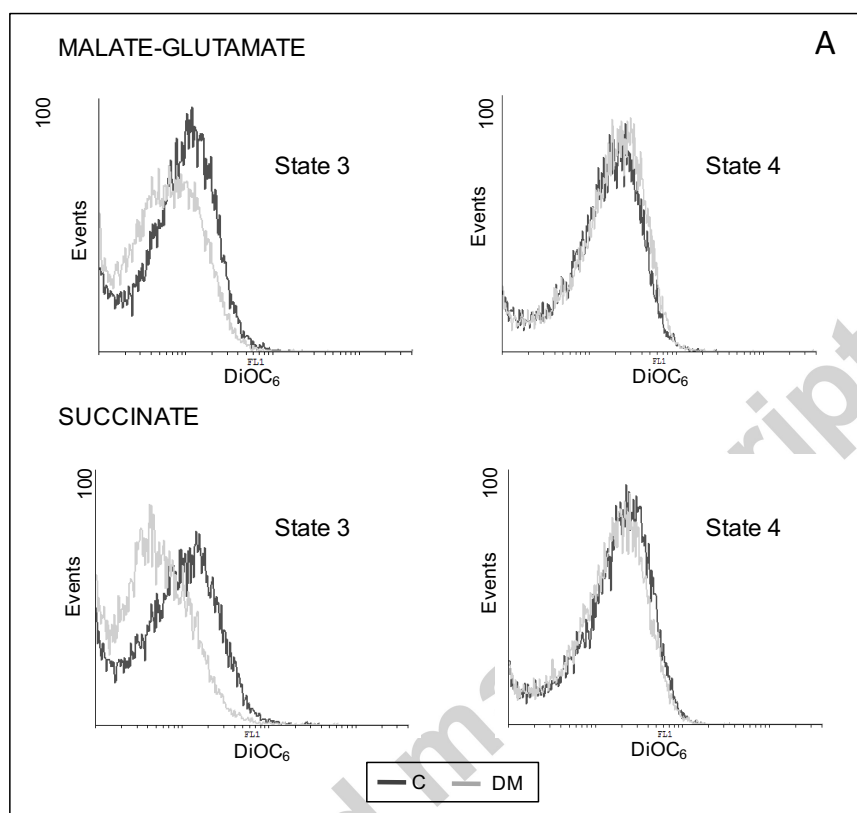 MALATE-GLUTAMATE
A
100
Events
State 3
FL1
DiOC6
100
Events
State 4
FL1
DiOC6
SUCCINATE
100
Events
State 3
FL1
DiOC6
100
Events
State 4
FL1
DiOC6
C DM